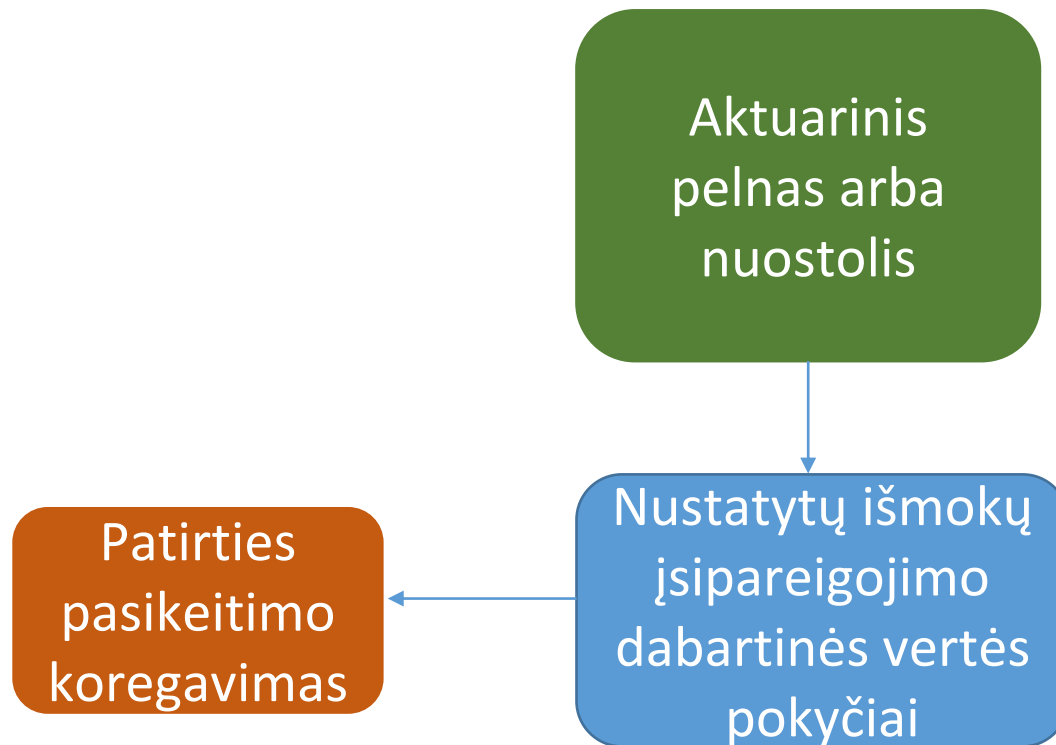 Aktuarinis
pelnas arba
nuostolis
Nustatytų išmokų
įsipareigojimo
dabartinės vertės
pokyčiai
Patirties
pasikeitimo
koregavimas